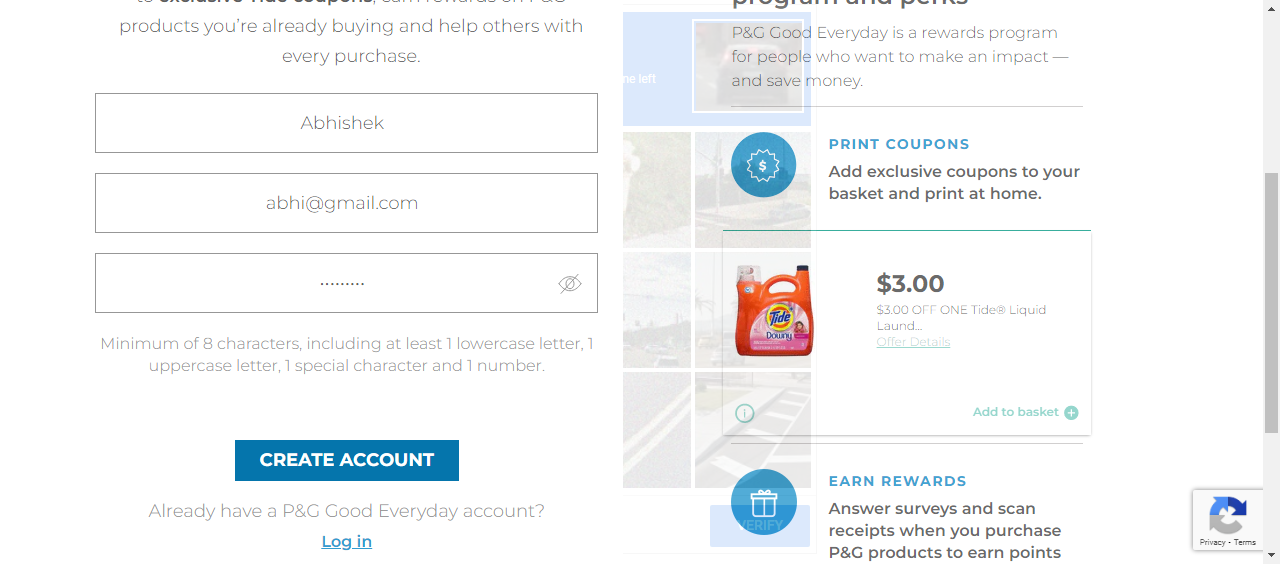 to exclusive Tide coupons, earn rewards on P&G
products you're already buying and help others with
every purchase.
Abhishek
abhi@gmail.com
•••••••••
Minimum of 8 characters, including at least 1 lowercase letter, 1
uppercase letter, 1 special character and 1 number.
CREATE ACCOUNT
Already have a P&G Good Everyday account?
Log in
program and perks
P&G Good Everyday is a rewards program
for people who want to make an impact —
and save money.
me left
PRINT COUPONS
Add exclusive coupons to your
basket and print at home.
Tide
Downy
$3.00
$3.00 OFF ONE Tide® Liquid
Laund...
Offer Details
Add to basket
EARN REWARDS
Answer surveys and scan
receipts when you purchase
P&G products to earn points
VERIFY
Privacy - Terms